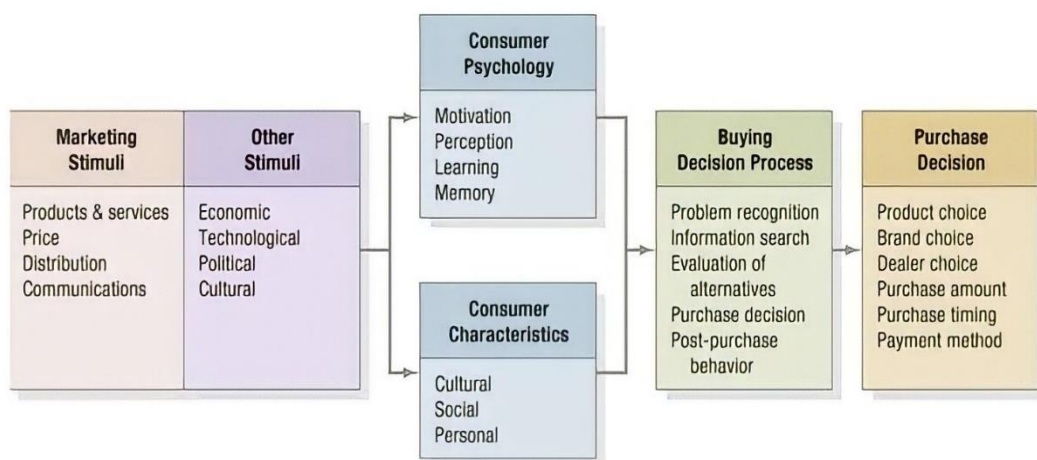 Marketing
Stimuli
Products & services
Price
Distribution
Communications
Other
Stimuli
Economic
Technological
Political
Cultural
Consumer
Psychology
Motivation
Perception
Learning
Memory
Consumer
Characteristics
Cultural
Social
Personal
Buying
Decision Process
Problem recognition
Information search
Evaluation of
alternatives
Purchase decision
Post-purchase
behavior
Purchase
Decision
Product choice
Brand choice
Dealer choice
Purchase amount
Purchase timing
Payment method